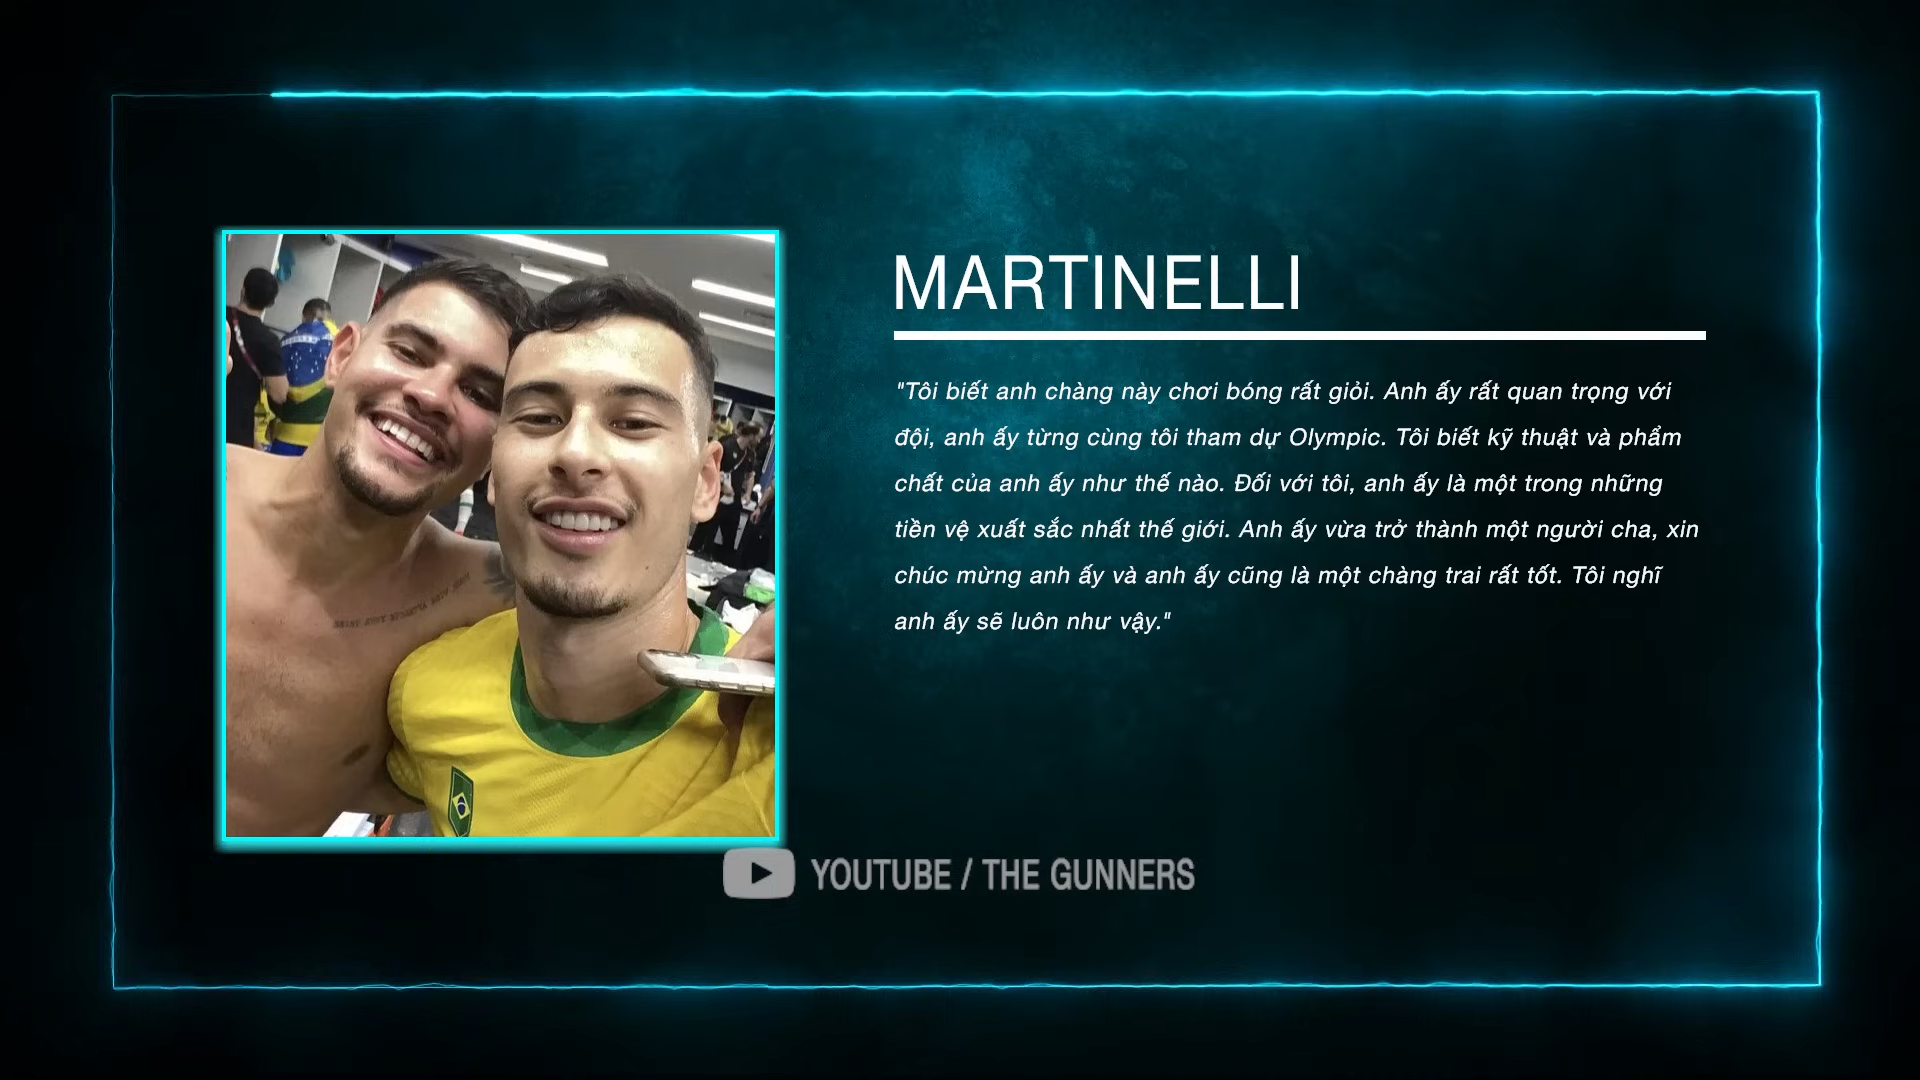 MARTINELLI
"Tôi biết anh chàng này chơi bóng rất giỏi. Anh ấy rất quan trọng với
đội, anh ấy từng cùng tôi tham dự Olympic. Tôi biết kỹ thuật và phẩm
chất của anh ấy như thế nào. Đối với tôi, anh ấy là một trong những
tiền vệ xuất sắc nhất thế giới. Anh ấy vừa trở thành một người cha, xin
chúc mừng anh ấy và anh ấy cũng là một chàng trai rất tốt. Tôi nghĩ
anh ấy sẽ luôn như vậy."
YOUTUBE / THE GUNNERS